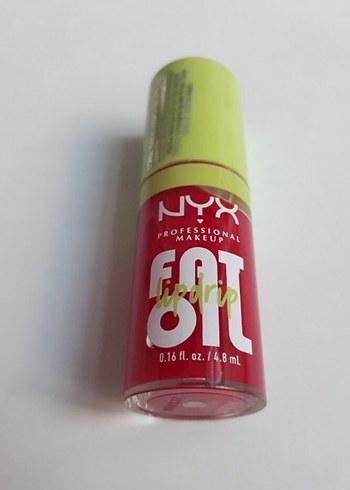 NYX
PROFESSIONAL
MAKEUP
FAT
lipdrip
OIL
0.16 fl. oz. / 4.8 mL